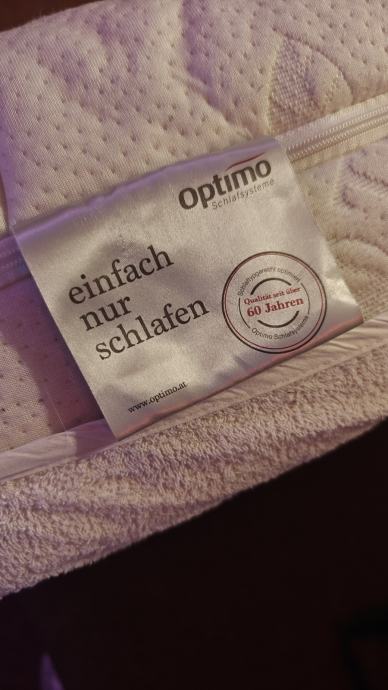 Optimo
Schlafsysteme
einfach
nur
schlafen
Qualität seit über
60 Jahren
Optimo Schlafsysteme
www.optimo.at